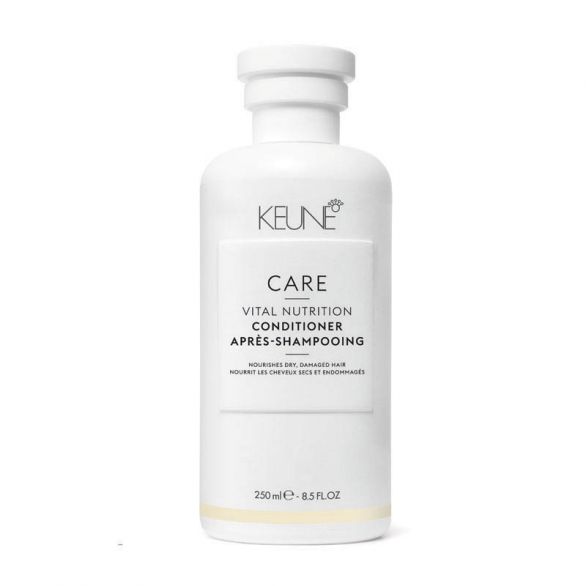 KEUNE
CARE
VITAL NUTRITION
CONDITIONER
APRÈS-SHAMPOOING
NOURISHES DRY, DAMAGED HAIR
NOURRIT LES CHEVEUX SECS ET ENDOMMAGÉS
250 ml ℮ - 8.5 FL.OZ